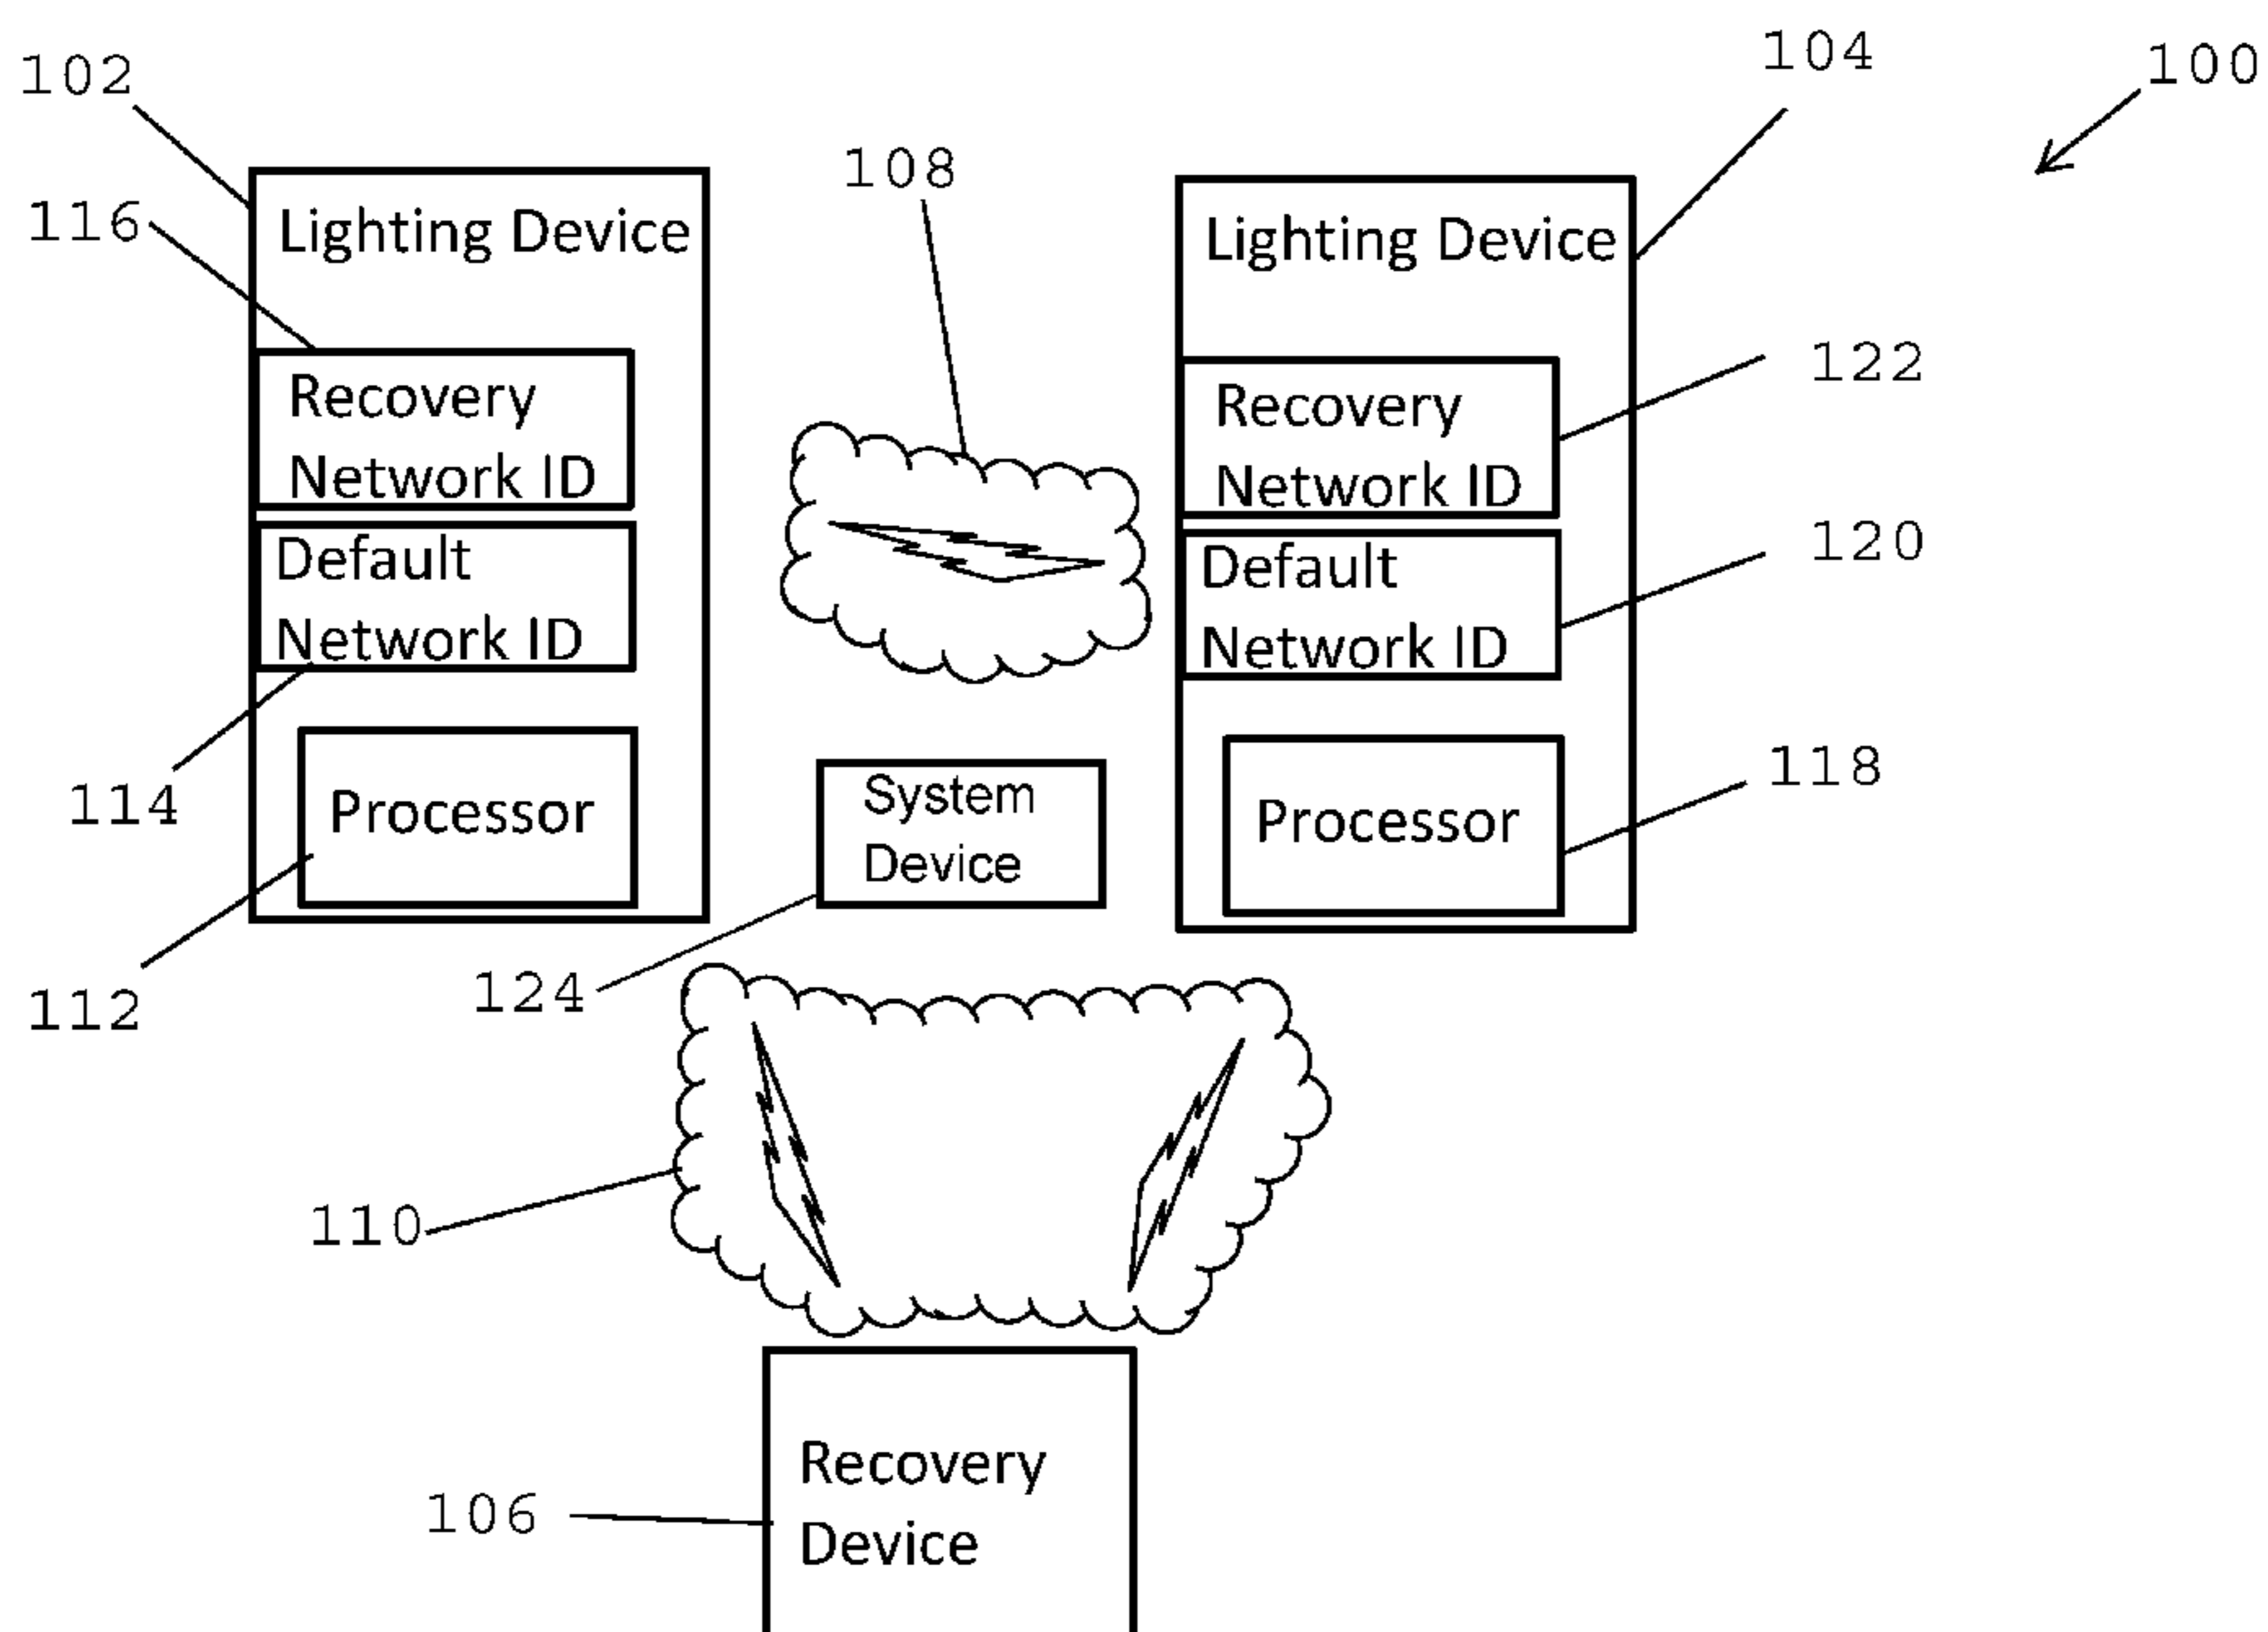 102
104
100
108
116
Lighting Device
Lighting Device
122
Recovery
Network ID
Recovery
Network ID
120
Default
Network ID
Default
Network ID
118
114
Processor
System
Device
Processor
124
112
110
106
Recovery
Device